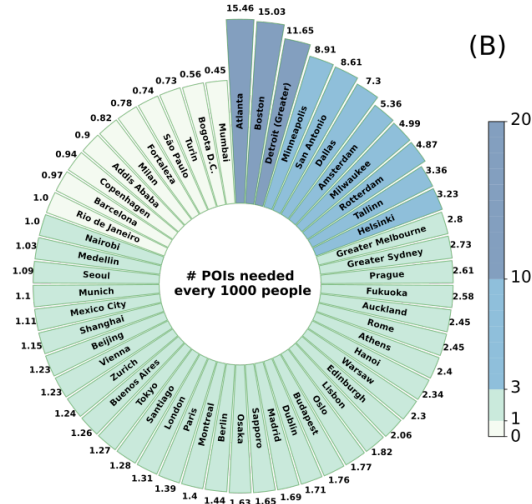 (B)
15.46
Atlanta
15.03
Boston
11.65
Detroit (Greater)
8.91
Minneapolis
8.61
San Antonio
7.3
Dallas
5.36
Amsterdam
4.99
Milwaukee
4.87
Rotterdam
3.36
Tallinn
3.23
Helsinki
2.8
Greater Melbourne
2.73
Greater Sydney
2.61
Prague
2.58
Fukuoka
2.45
Auckland
2.45
Rome
2.4
Athens
2.34
Hanoi
2.3
Warsaw
2.06
Edinburgh
1.82
Lisbon
1.77
Oslo
1.76
Budapest
1.71
Dublin
1.69
Madrid
1.65
Sapporo
1.63
Osaka
1.44
Berlin
1.4
Montreal
1.39
Paris
1.31
London
1.28
Santiago
1.27
Tokyo
1.26
Buenos Aires
1.24
Zurich
1.23
Vienna
1.23
Beijing
1.15
Shanghai
1.11
Mexico City
1.1
Munich
1.09
Seoul
1.03
Medellin
1.0
Nairobi
1.0
Rio de Janeiro
0.97
Barcelona
0.94
Copenhagen
0.9
Addis Ababa
0.82
Milan
0.78
Fortaleza
0.74
São Paulo
0.73
Turin
0.56
Bogota D.C.
0.45
Mumbai
# POIs needed
every 1000 people
20
10
3
1
0